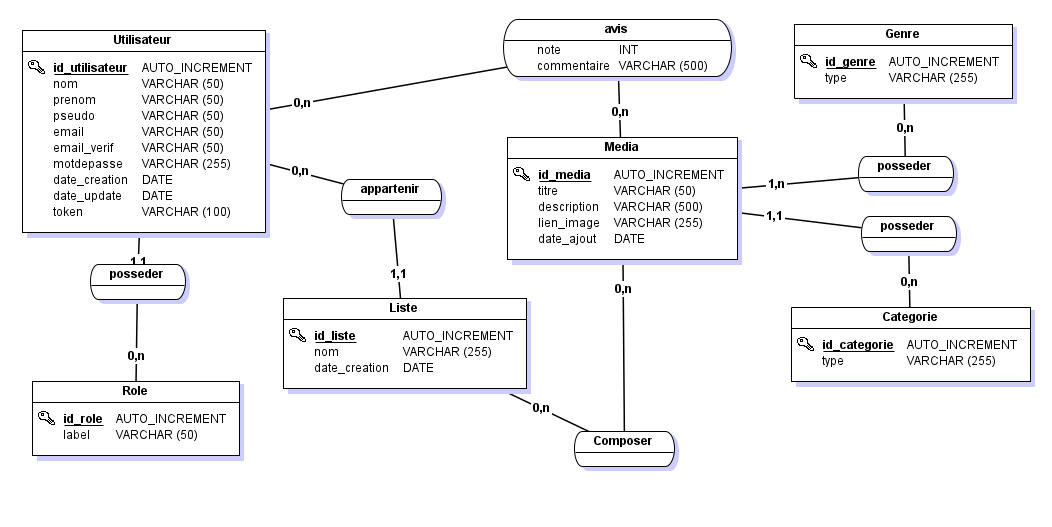 Utilisateur
id_utilisateur AUTO_INCREMENT
nom VARCHAR (50)
prenom VARCHAR (50)
pseudo VARCHAR (50)
email VARCHAR (50)
email_verif VARCHAR (50)
motdepasse VARCHAR (255)
date_creation DATE
date_update DATE
token VARCHAR (100)
avis
note INT
commentaire VARCHAR (500)
Genre
id_genre AUTO_INCREMENT
type VARCHAR (255)
0,n
0,n
0,n
Media
id_media AUTO_INCREMENT
titre VARCHAR (50)
description VARCHAR (500)
lien_image VARCHAR (255)
date_ajout DATE
posseder
1,n
0,n
appartenir
1,1
posseder
1,1
posseder
1,1
0,n
0,n
Liste
id_liste AUTO_INCREMENT
nom VARCHAR (255)
date_creation DATE
Categorie
id_categorie AUTO_INCREMENT
type VARCHAR (255)
0,n
Role
id_role AUTO_INCREMENT
label VARCHAR (50)
0,n
Composer